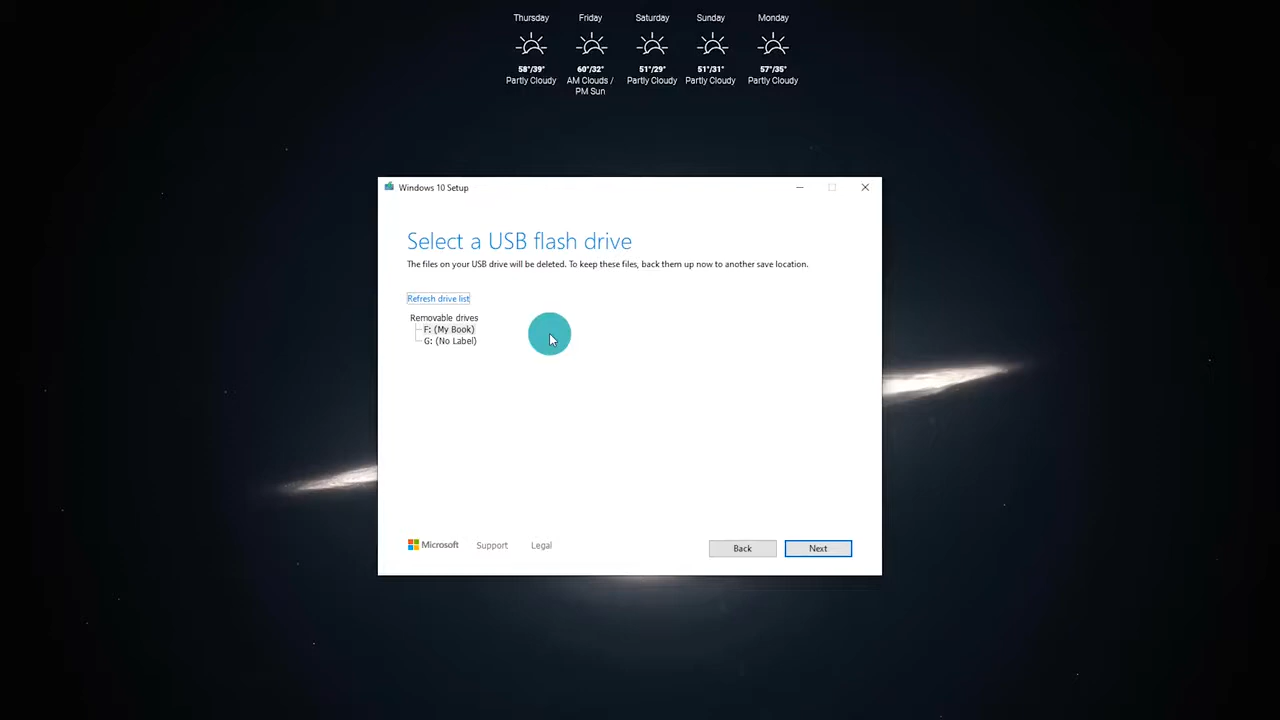 Thursday
Friday
Saturday
Sunday
Monday
58°/39°
60°/32°
51°/29°
51°/31°
57°/35°
Partly Cloudy
AM Clouds /
PM Sun
Partly Cloudy
Partly Cloudy
Partly Cloudy
Windows 10 Setup
Select a USB flash drive
The files on your USB drive will be deleted. To keep these files, back them up now to another save location.
Refresh drive list
Removable drives
F: (My Book)
G: (No Label)
Microsoft
Support
Legal
Back
Next